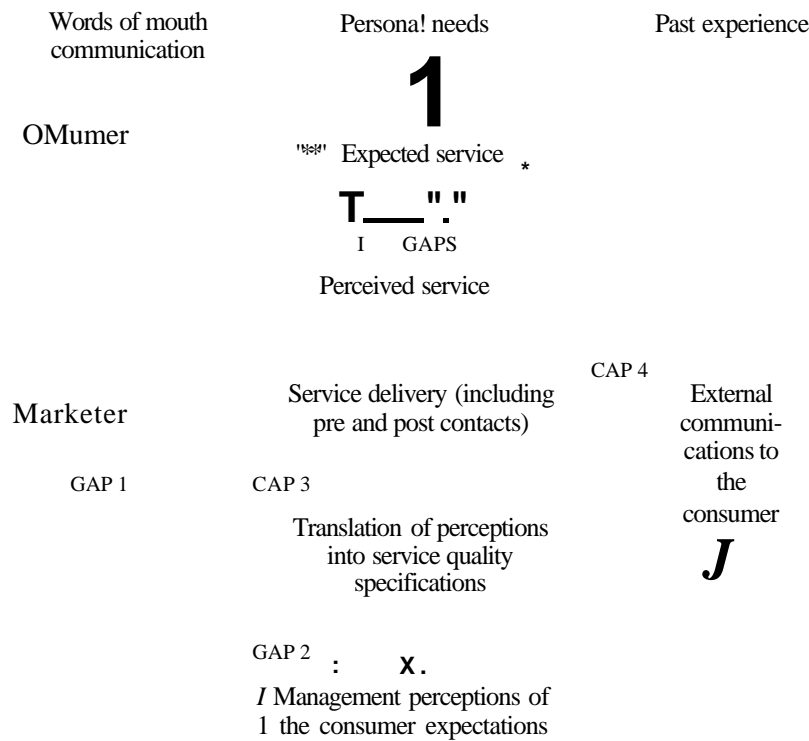 Words of mouth
communication
Persona! needs
Past experience
1
OMumer
"**" Expected service *
T___"."
I GAPS
Perceived service
CAP 4
Marketer
Service delivery (including
pre and post contacts)
External
communi-
cations to
the
consumer
GAP 1
CAP 3
Translation of perceptions
into service quality
specifications
J
GAP 2 : X.
I Management perceptions of
1 the consumer expectations